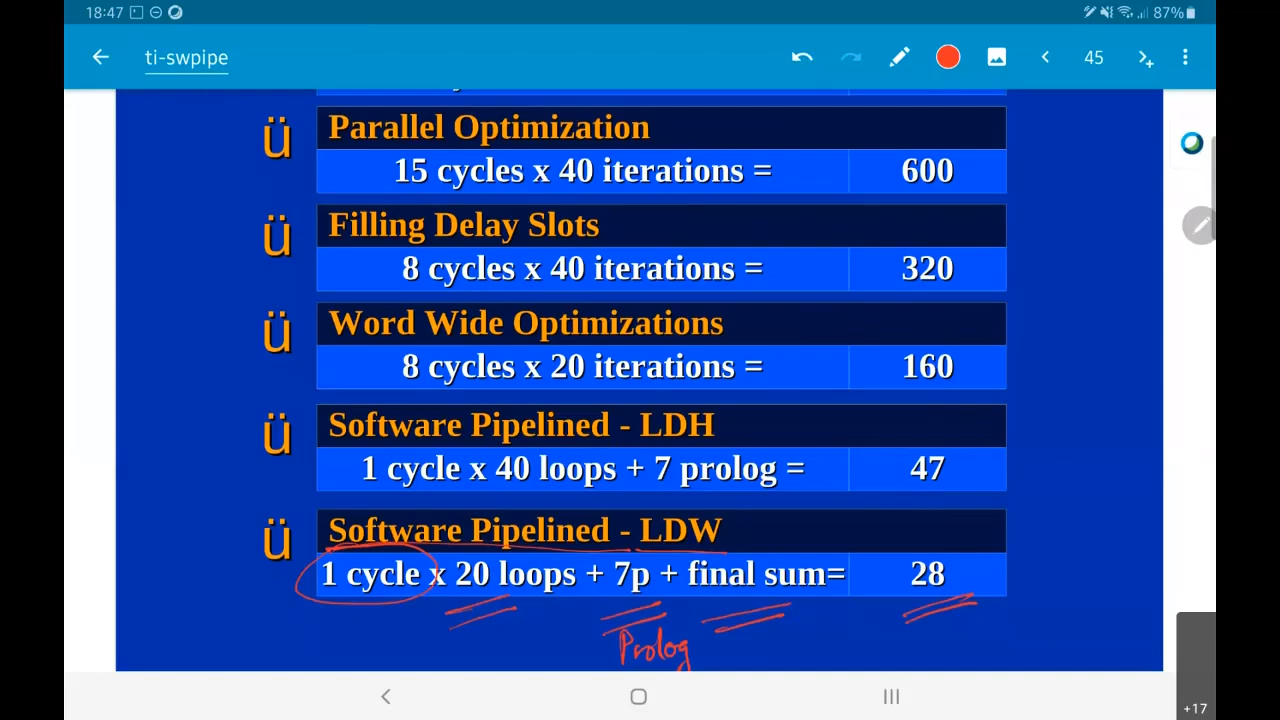 18:47
87%
ti-swpipe
45
ü Parallel Optimization
15 cycles x 40 iterations = 600
ü Filling Delay Slots
8 cycles x 40 iterations = 320
ü Word Wide Optimizations
8 cycles x 20 iterations = 160
ü Software Pipelined - LDH
1 cycle x 40 loops + 7 prolog = 47
ü Software Pipelined - LDW
1 cycle x 20 loops + 7p + final sum= 28
Prolog
+17